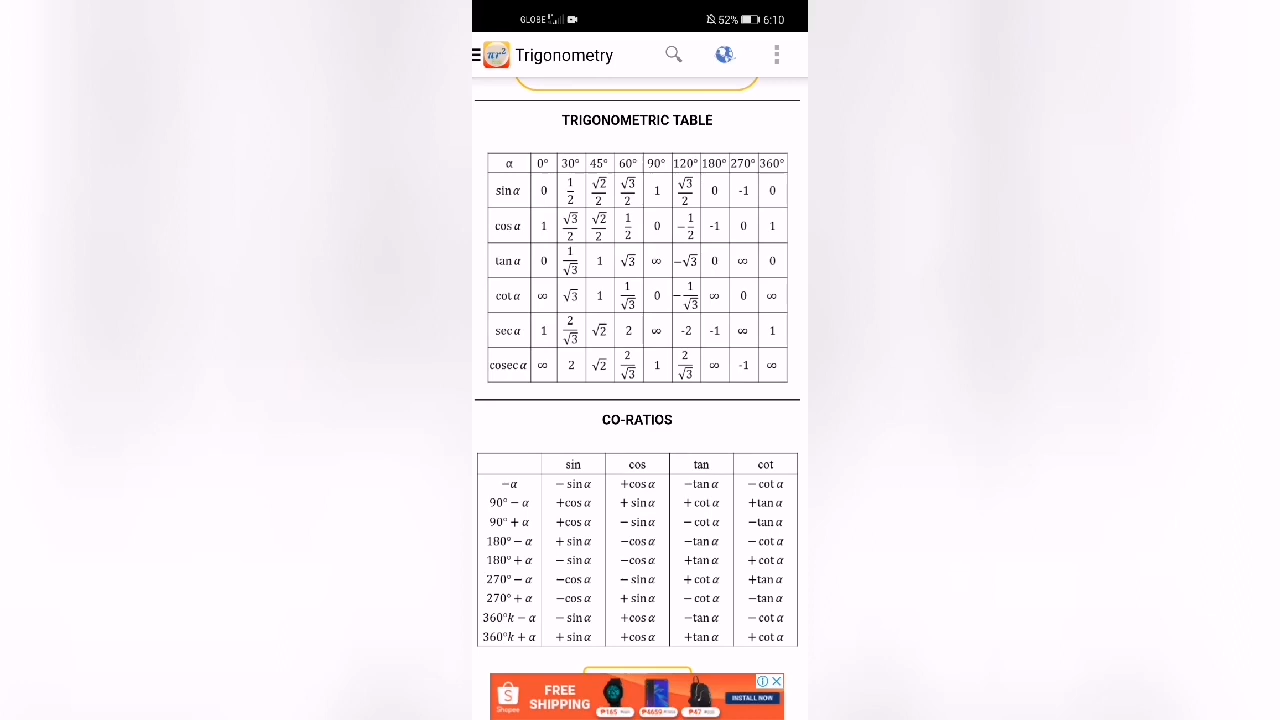 GLOBE 52% 6:10
πr² Trigonometry
TRIGONOMETRIC TABLE
α 0° 30° 45° 60° 90° 120° 180° 270° 360°
sin α 0 1/2 √2/2 √3/2 1 √3/2 0 -1 0
cos α 1 √3/2 √2/2 1/2 0 −1/2 -1 0 1
tan α 0 1/√3 1 √3 ∞ −√3 0 ∞ 0
cot α ∞ √3 1 1/√3 0 −1/√3 ∞ 0 ∞
sec α 1 2/√3 √2 2 ∞ -2 -1 ∞ 1
cosec α ∞ 2 √2 2/√3 1 2/√3 ∞ -1 ∞
CO-RATIOS
sin cos tan cot
−α − sin α +cos α −tan α − cot α
90° − α +cos α + sin α + cot α +tan α
90° + α +cos α − sin α − cot α −tan α
180° − α + sin α −cos α −tan α − cot α
180° + α − sin α −cos α +tan α + cot α
270° − α −cos α − sin α + cot α +tan α
270° + α −cos α + sin α − cot α −tan α
360°k − α − sin α +cos α −tan α − cot α
360°k + α + sin α +cos α +tan α + cot α
Shopee FREE SHIPPING INSTALL NOW
₱165 ₱4659 ₱47